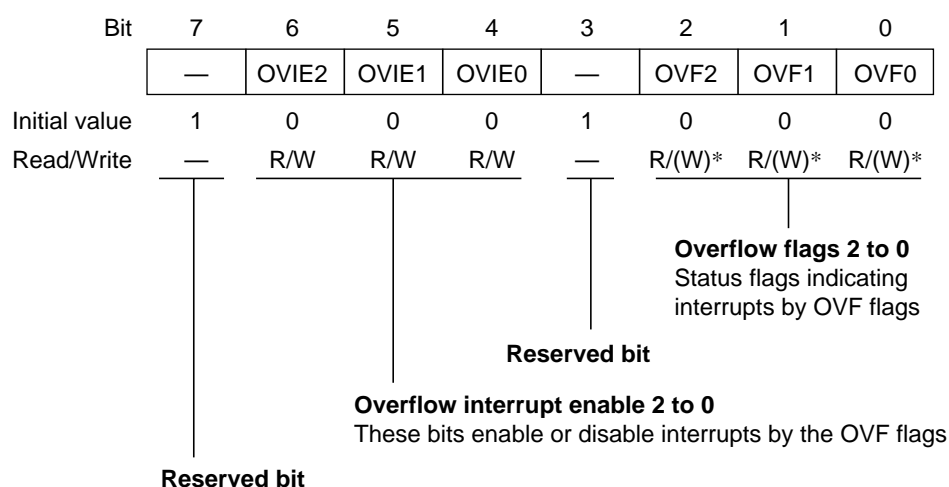 Bit 7 6 5 4 3 2 1 0
— OVIE2 OVIE1 OVIE0 — OVF2 OVF1 OVF0
Initial value 1 0 0 0 1 0 0 0
Read/Write — R/W R/W R/W — R/(W)* R/(W)* R/(W)*
Overflow flags 2 to 0
Status flags indicating
interrupts by OVF flags
Reserved bit
Overflow interrupt enable 2 to 0
These bits enable or disable interrupts by the OVF flags
Reserved bit